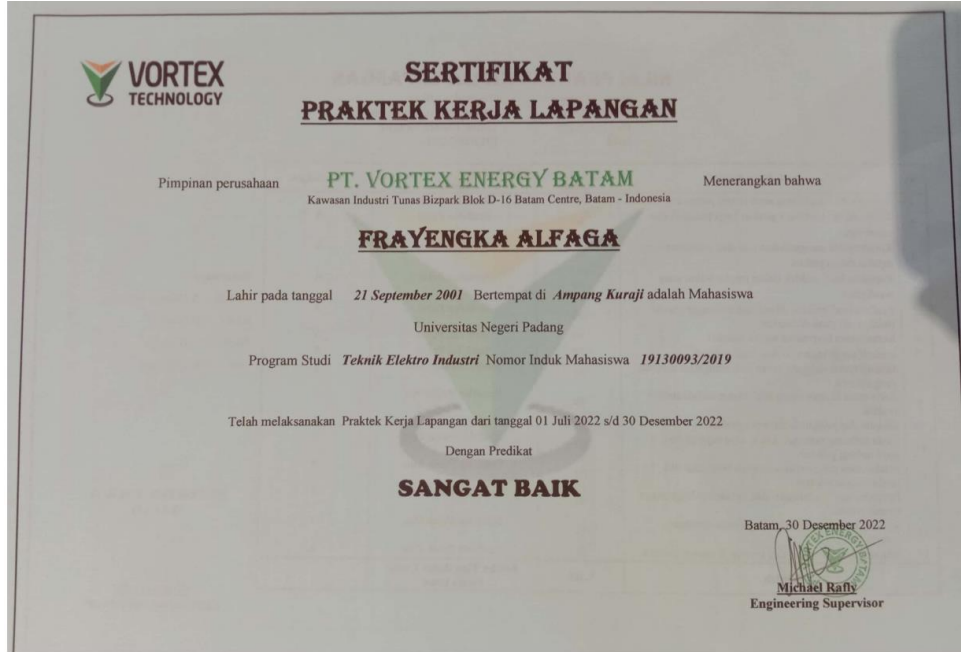 VORTEX
TECHNOLOGY
SERTIFIKAT
PRAKTEK KERJA LAPANGAN
Pimpinan perusahaan PT. VORTEX ENERGY BATAM Menerangkan bahwa
Kawasan Industri Tunas Bizpark Blok D-16 Batam Centre, Batam - Indonesia
FRAYENGKA ALFAGA
Lahir pada tanggal 21 September 2001 Bertempat di Ampang Kuraji adalah Mahasiswa
Universitas Negeri Padang
Program Studi Teknik Elektro Industri Nomor Induk Mahasiswa 19130093/2019
Telah melaksanakan Praktek Kerja Lapangan dari tanggal 01 Juli 2022 s/d 30 Desember 2022
Dengan Predikat
SANGAT BAIK
Batam, 30 Desember 2022
VORTEX ENERGY BATAM
Michael Rafly
Engineering Supervisor